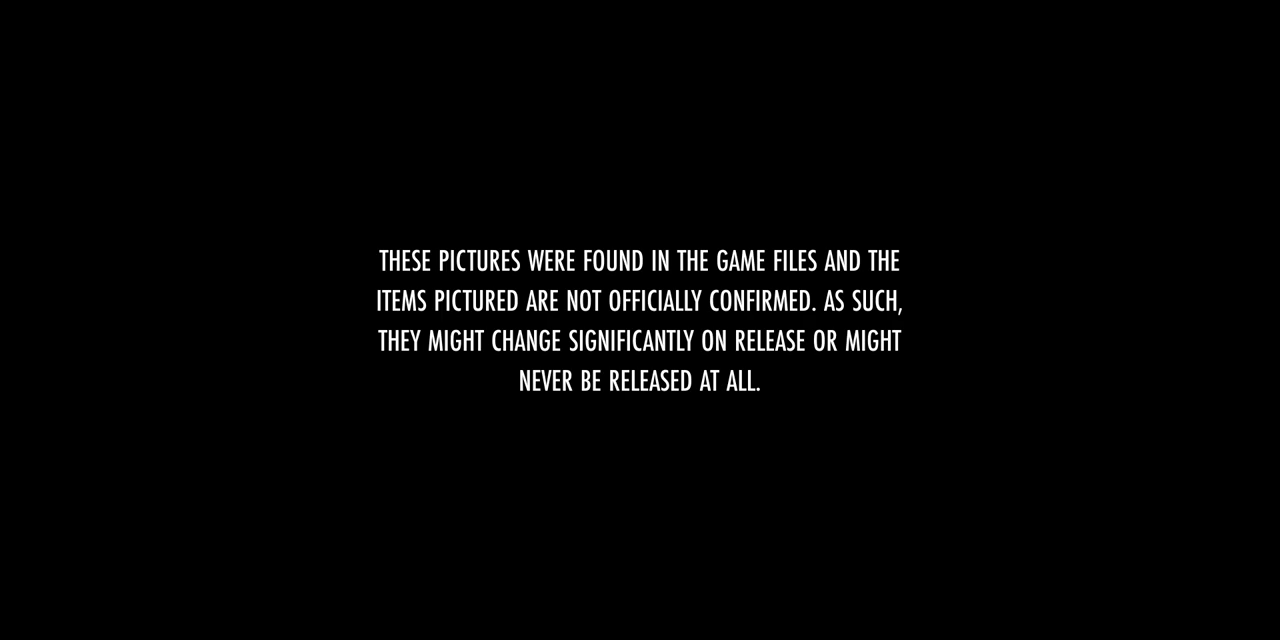 THESE PICTURES WERE FOUND IN THE GAME FILES AND THE
ITEMS PICTURED ARE NOT OFFICIALLY CONFIRMED. AS SUCH,
THEY MIGHT CHANGE SIGNIFICANTLY ON RELEASE OR MIGHT
NEVER BE RELEASED AT ALL.